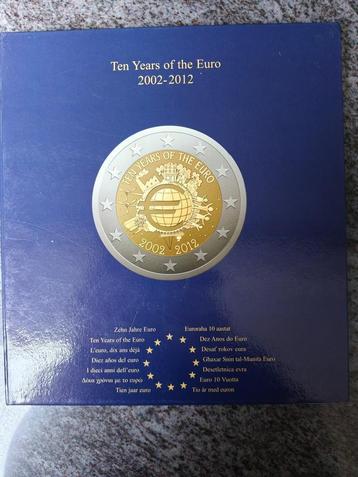 Ten Years of the Euro
2002-2012
TEN YEARS OF THE EURO
2002 2012
Zehn Jahre Euro
Ten Years of the Euro
L'euro, dix ans déjà
Diez años del euro
I dieci anni dell'euro
Δέκα χρόνια με το ευρώ
Tien jaar euro
Euroraha 10 aastat
Dez Anos do Euro
Desať rokov eura
Għaxar Snin tal-Munita Euro
Desetletnica evra
Euro 10 Vuotta
Tio år med euron